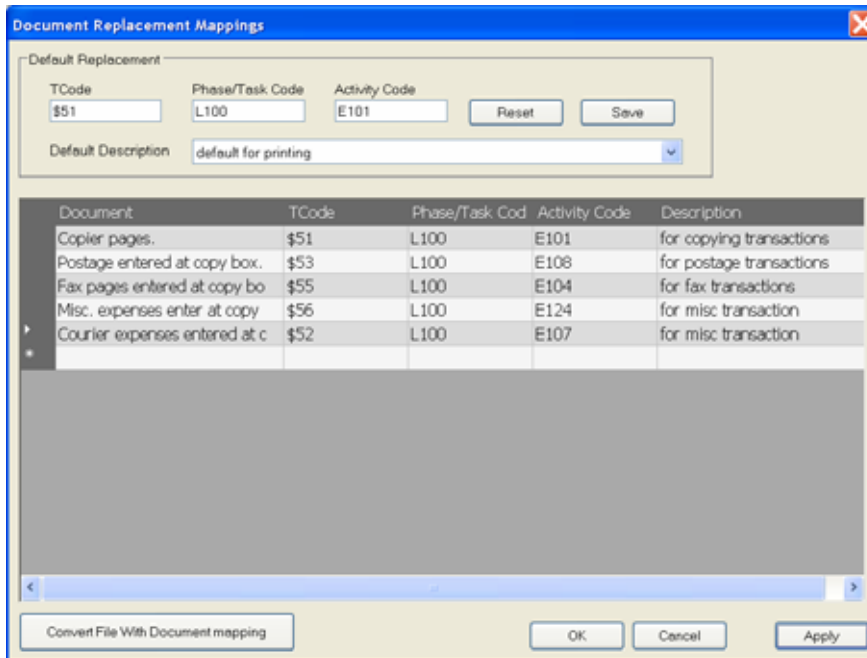 Document Replacement Mappings
Default Replacement
TCode Phase/Task Code Activity Code
$51 L100 E101 Reset Save
Default Description default for printing
Document TCode Phase/Task Cod Activity Code Description
Copier pages. $51 L100 E101 for copying transactions
Postage entered at copy box. $53 L100 E108 for postage transactions
Fax pages entered at copy bo $55 L100 E104 for fax transactions
Misc. expenses enter at copy $56 L100 E124 for misc transaction
Courier expenses entered at c $52 L100 E107 for misc transaction
Convert File With Document mapping OK Cancel Apply